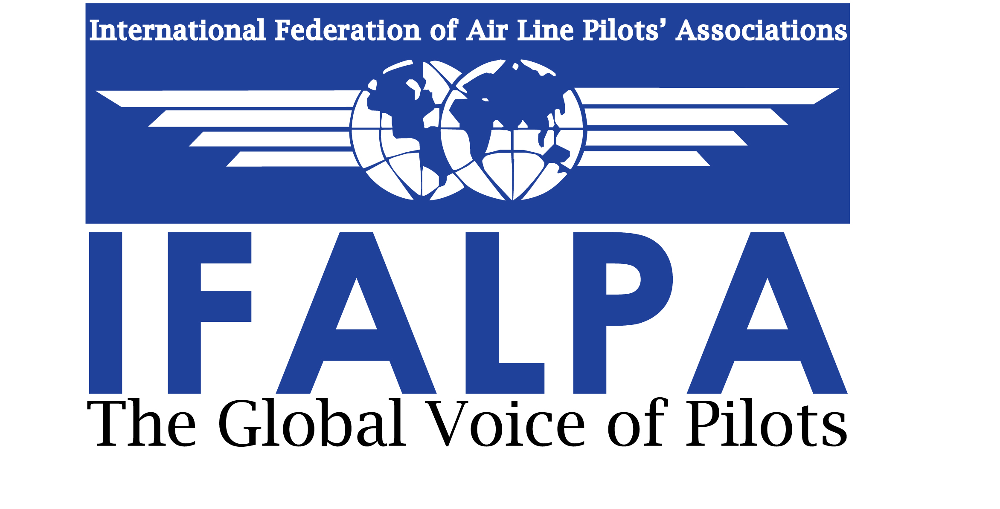 International Federation of Air Line Pilots’ Associations
IFALPA
The Global Voice of Pilots